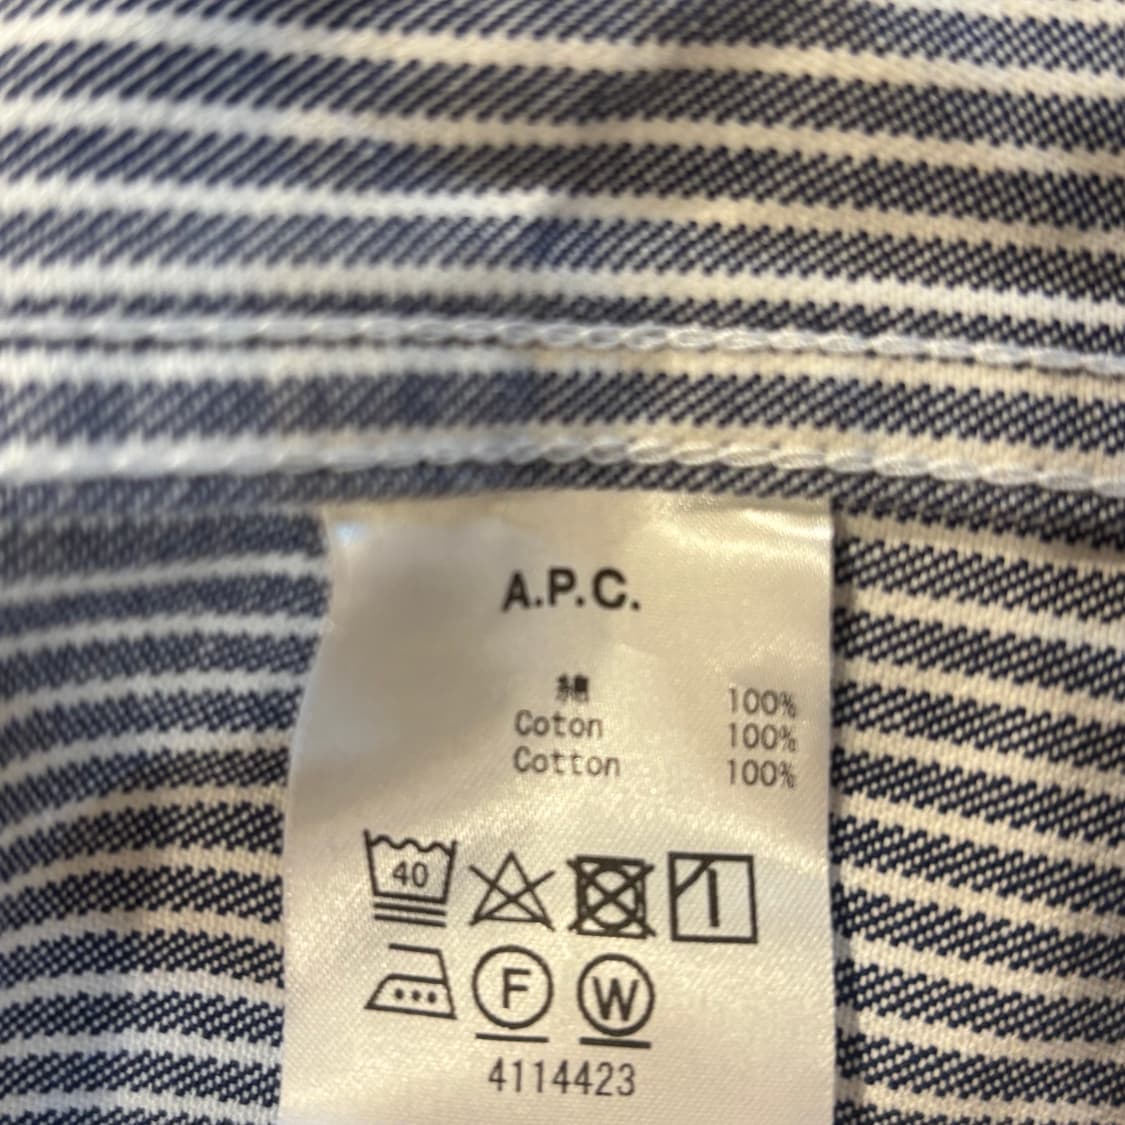 A.P.C.
綿 100%
Coton 100%
Cotton 100%
40
F W
4114423